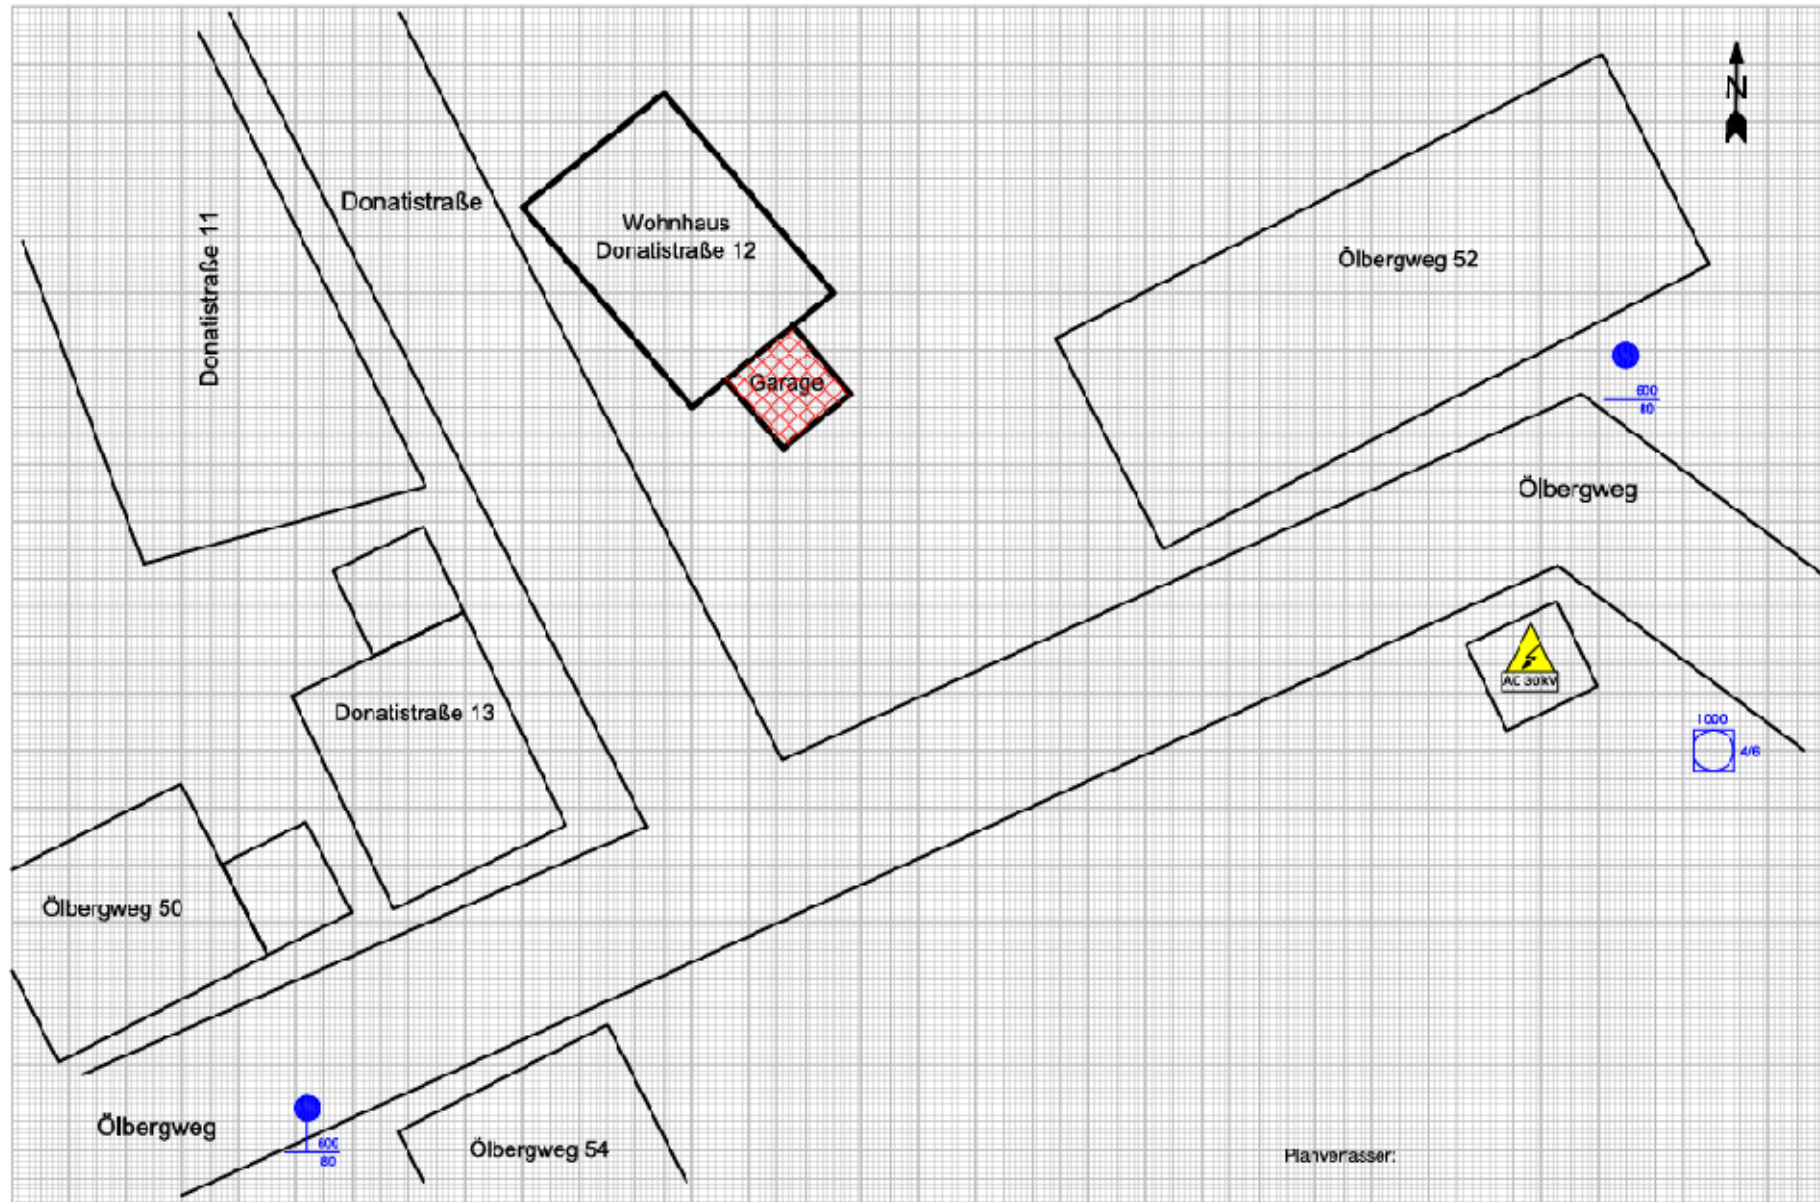 N
Donatistraße
Donatistraße 11
Wohnhaus
Donatistraße 12
Ölbergweg 52
Garage
600
80
Ölbergweg
AC 30kV
1000
4/6
Donatistraße 13
Ölbergweg 50
Ölbergweg
600
80
Ölbergweg 54
Planverfasser: